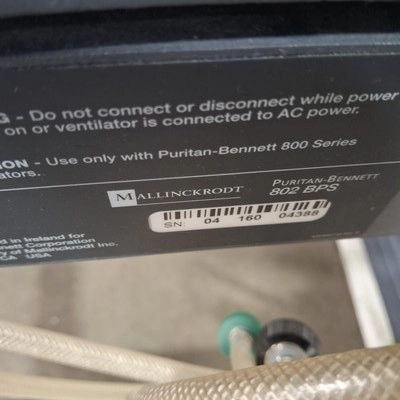 G - Do not connect or disconnect while power
on or ventilator is connected to AC power.
ION - Use only with Puritan-Bennett 800 Series
ators.
MALLINCKRODT
PURITAN-BENNETT
802 BPS
SN: 04 160 04388
d in Ireland for
nett Corporation
y of Mallinckrodt Inc.
CA USA